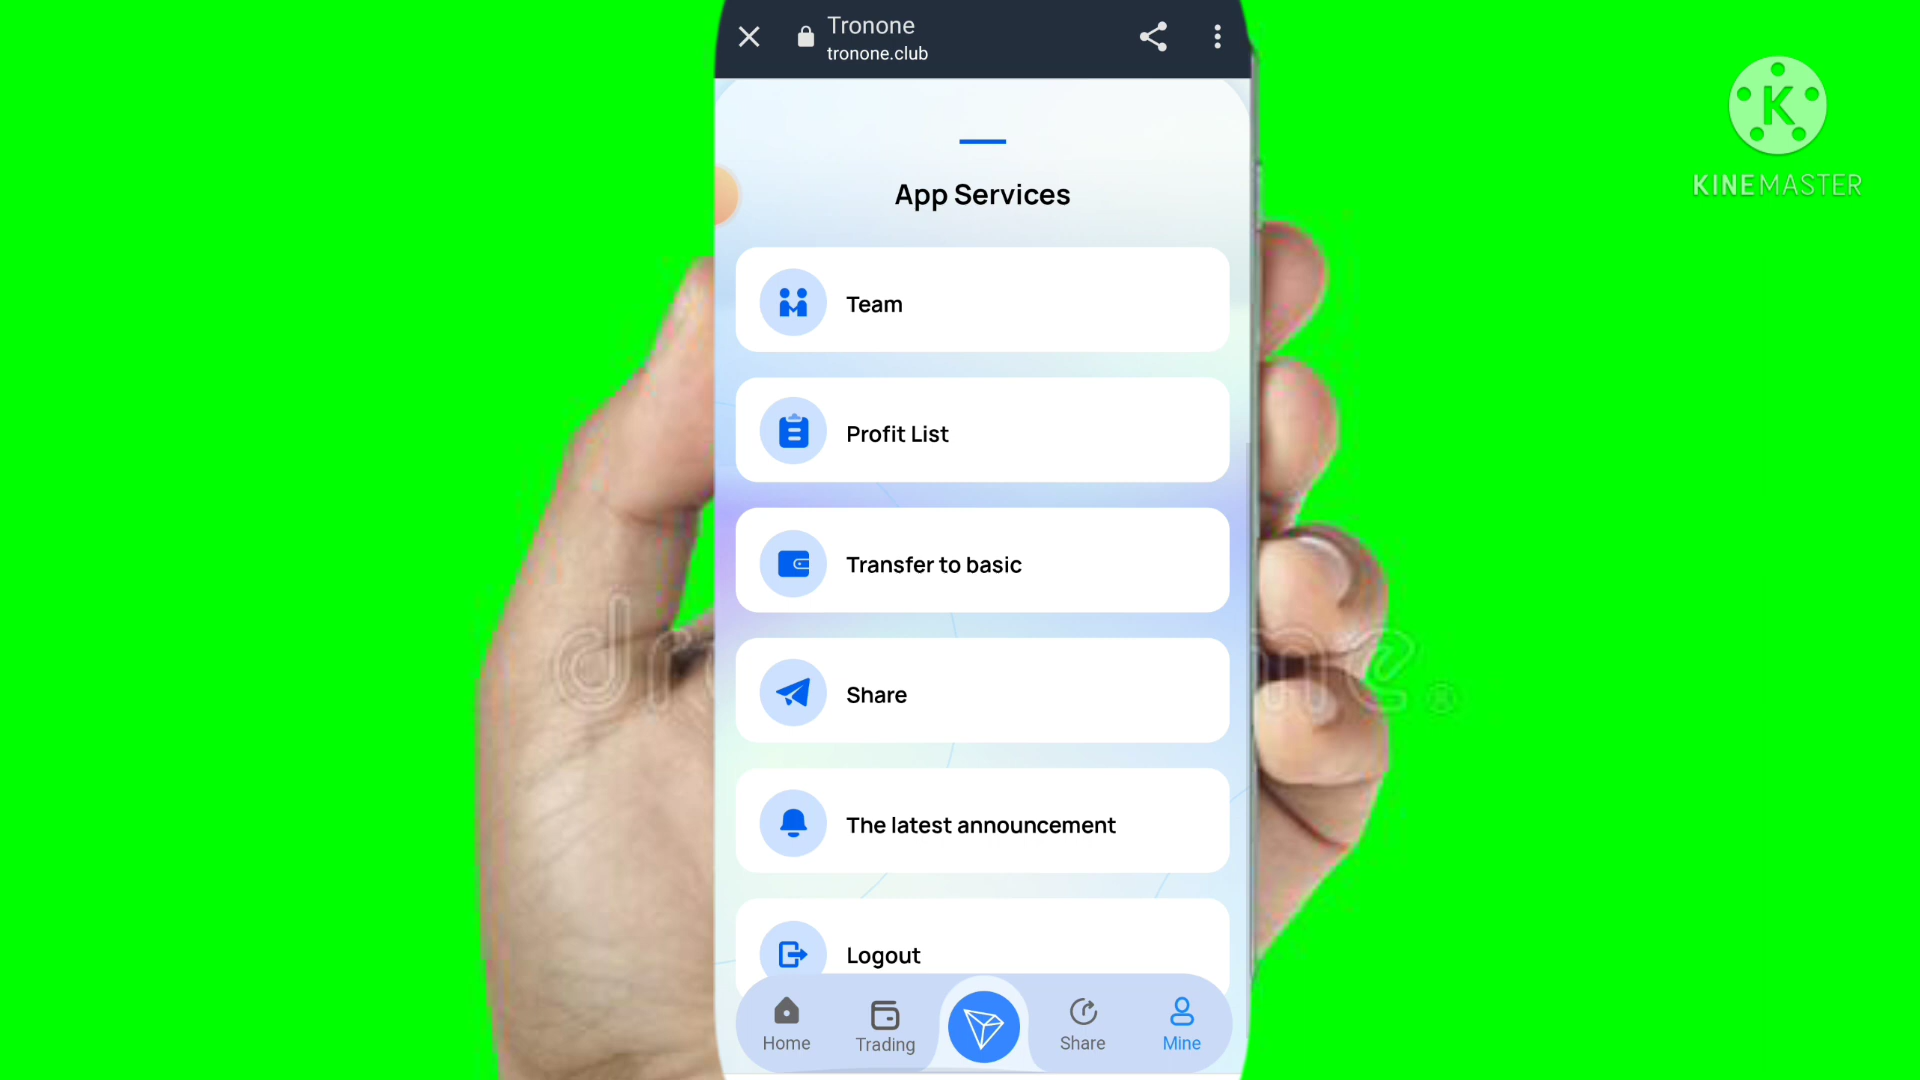 Tronone
tronone.club
KINEMASTER
App Services
Team
Profit List
Transfer to basic
Share
The latest announcement
Logout
Home
Trading
Share
Mine